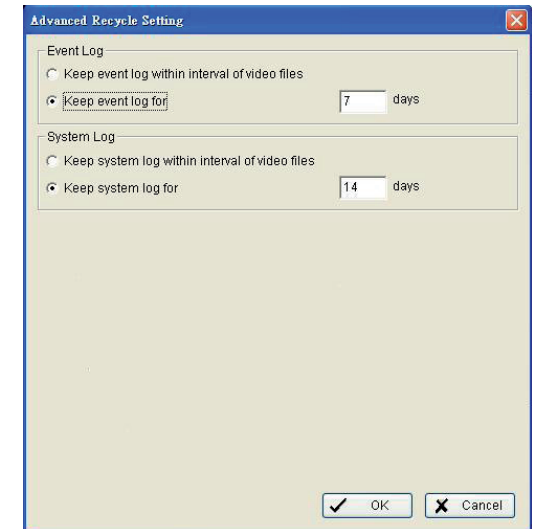 Advanced Recycle Setting
Event Log
Keep event log within interval of video files
Keep event log for 7 days
System Log
Keep system log within interval of video files
Keep system log for 14 days
OK Cancel